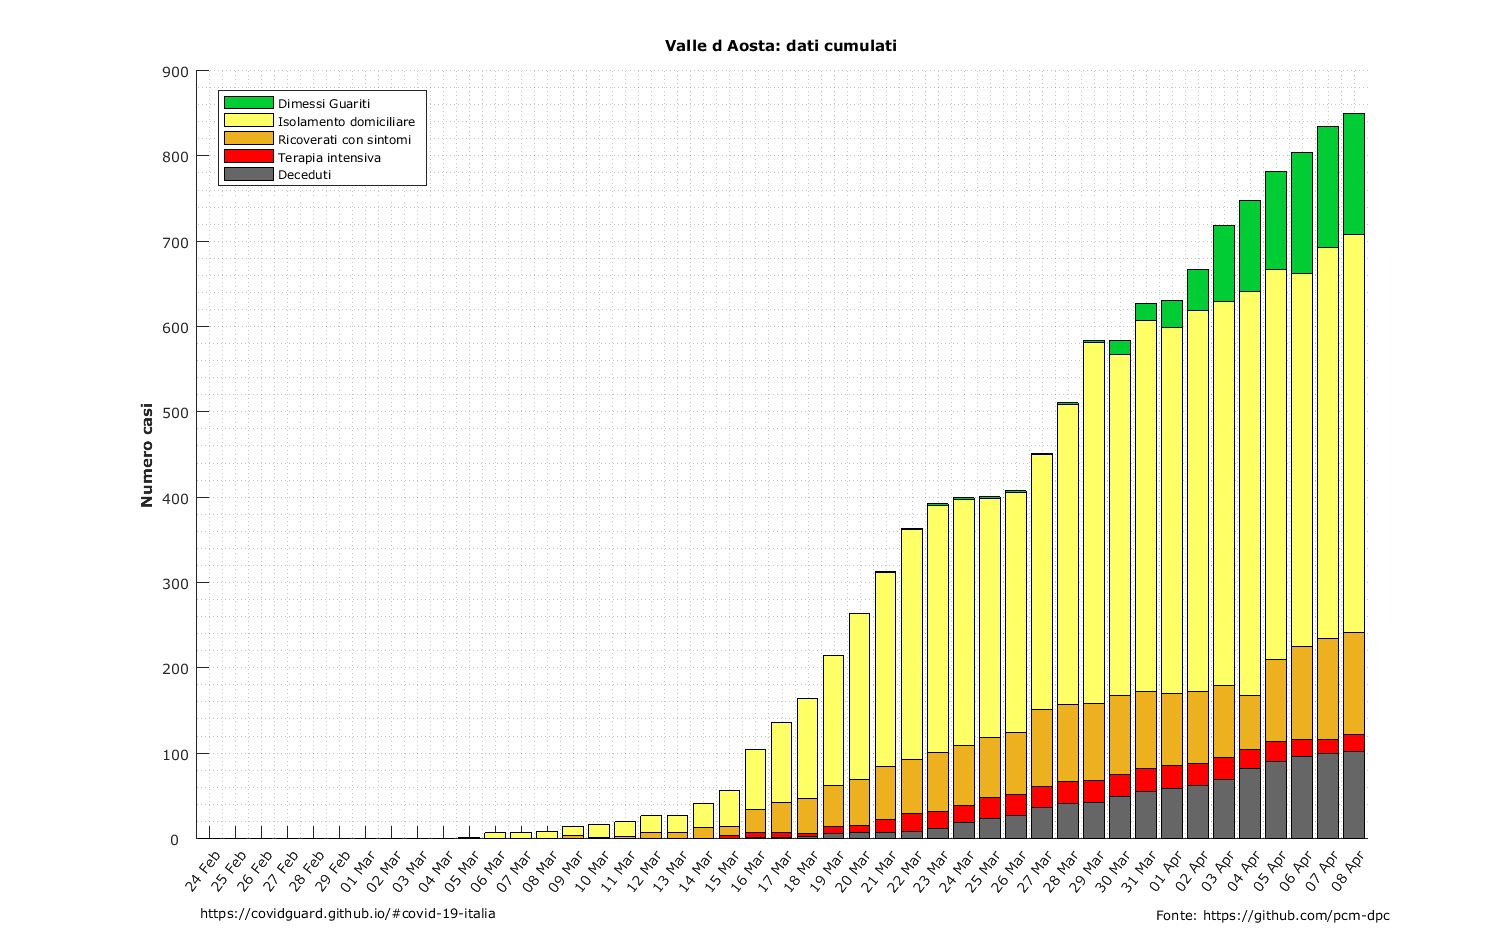 Valle d Aosta: dati cumulati
900
800
700
600
500
400
300
200
100
0
Numero casi
Dimessi Guariti
Isolamento domiciliare
Ricoverati con sintomi
Terapia intensiva
Deceduti
24 Feb
25 Feb
26 Feb
27 Feb
28 Feb
29 Feb
01 Mar
02 Mar
03 Mar
04 Mar
05 Mar
06 Mar
07 Mar
08 Mar
09 Mar
10 Mar
11 Mar
12 Mar
13 Mar
14 Mar
15 Mar
16 Mar
17 Mar
18 Mar
19 Mar
20 Mar
21 Mar
22 Mar
23 Mar
24 Mar
25 Mar
26 Mar
27 Mar
28 Mar
29 Mar
30 Mar
31 Mar
01 Apr
02 Apr
03 Apr
04 Apr
05 Apr
06 Apr
07 Apr
08 Apr
https://covidguard.github.io/#covid-19-italia
Fonte: https://github.com/pcm-dpc